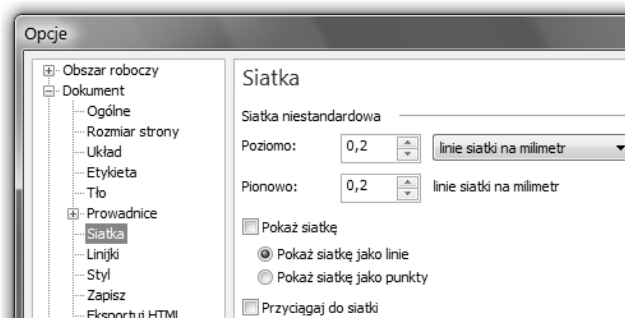 Opcje
Obszar roboczy
Dokument
Ogólne
Rozmiar strony
Układ
Etykieta
Tło
Prowadnice
Siatka
Linijki
Styl
Zapisz
Eksportuj HTML
Siatka
Siatka niestandardowa
Poziomo: 0,2 linie siatki na milimetr
Pionowo: 0,2 linie siatki na milimetr
Pokaż siatkę
Pokaż siatkę jako linie
Pokaż siatkę jako punkty
Przyciągaj do siatki